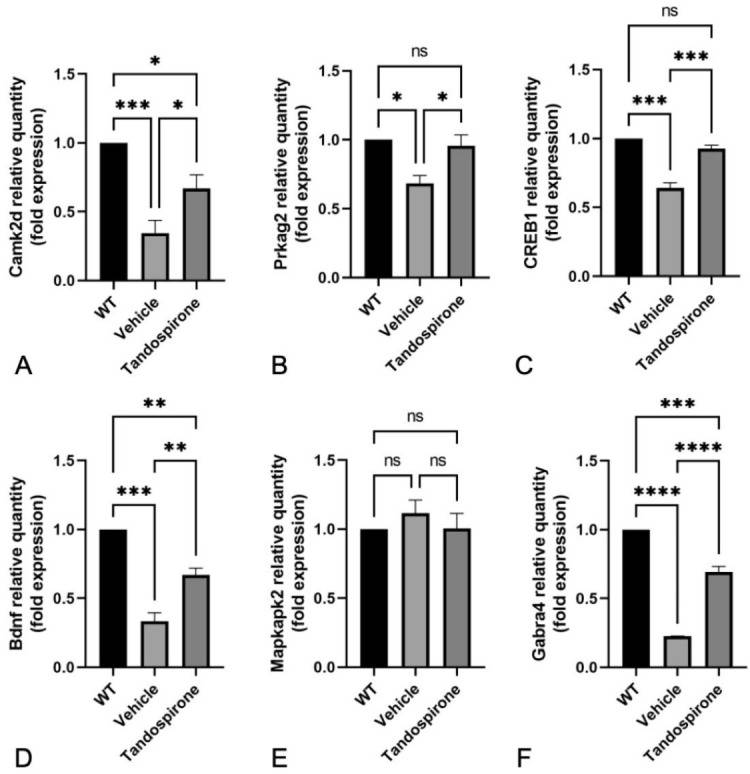 ns
*
***
*
1.5
1.0
0.5
0.0
Camk2d relative quantity
(fold expression)
WT
Vehicle
Tandospirone
A
ns
*
*
1.5
1.0
0.5
0.0
Prkag2 relative quantity
(fold expression)
WT
Vehicle
Tandospirone
B
***
***
1.5
1.0
0.5
0.0
CREB1 relative quantity
(fold expression)
WT
Vehicle
Tandospirone
C
**
**
***
1.5
1.0
0.5
0.0
Bdnf relative quantity
(fold expression)
WT
Vehicle
Tandospirone
D
ns
ns
ns
1.5
1.0
0.5
0.0
Mapkapk2 relative quantity
(fold expression)
WT
Vehicle
Tandospirone
E
***
****
****
1.5
1.0
0.5
0.0
Gabra4 relative quantity
(fold expression)
WT
Vehicle
Tandospirone
F